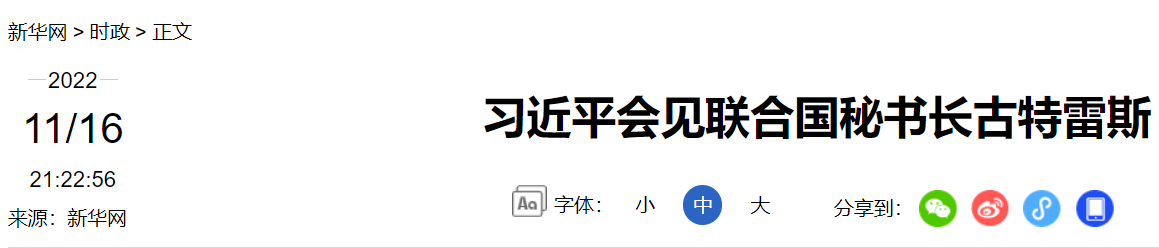 新华网 > 时政 > 正文
2022
11/16
21:22:56
来源：新华网
习近平会见联合国秘书长古特雷斯
Aa 字体： 小 中 大 分享到：